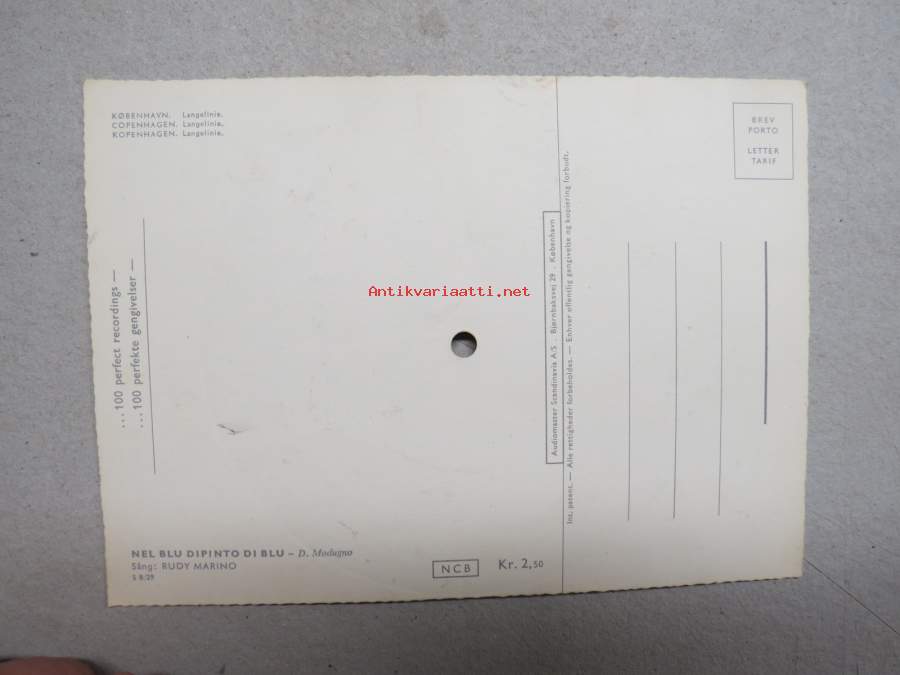 KØBENHAVN. Langelinie.
COPENHAGEN. Langelinie.
KOPENHAGEN. Langelinie.
BREV
PORTO
LETTER
TARIF
...100 perfect recordings —
...100 perfekte gengivelser —
Antikvariaatti.net
Audiomaster Scandinavia A/S . Bjørnbaksvej 29 . København
Int. patent. — Alle rettigheder forbeholdes. — Enhver offentlig gengivelse og kopiering forbudt.
NEL BLU DIPINTO DI BLU – D. Modugno
Sång: RUDY MARINO
S 8/29
NCB
Kr. 2,50